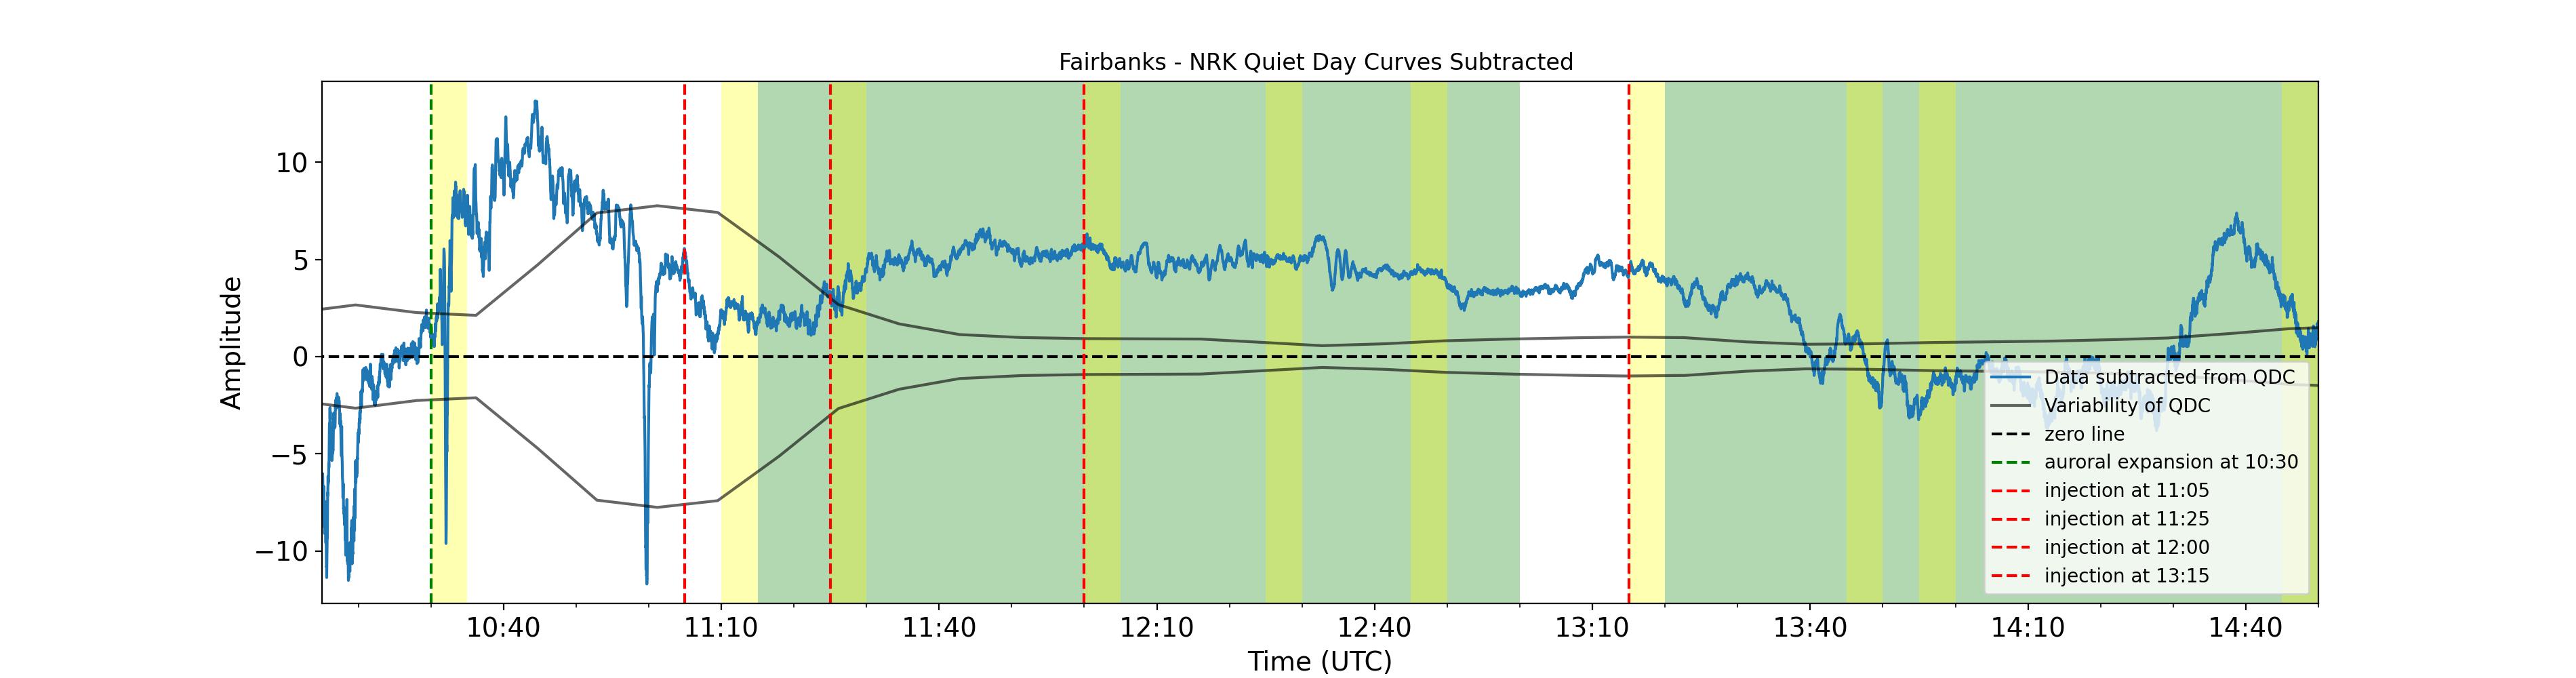 Fairbanks - NRK Quiet Day Curves Subtracted
Amplitude
10
5
0
−5
−10
10:40 11:10 11:40 12:10 12:40 13:10 13:40 14:10 14:40
Time (UTC)
Data subtracted from QDC
Variability of QDC
zero line
auroral expansion at 10:30
injection at 11:05
injection at 11:25
injection at 12:00
injection at 13:15